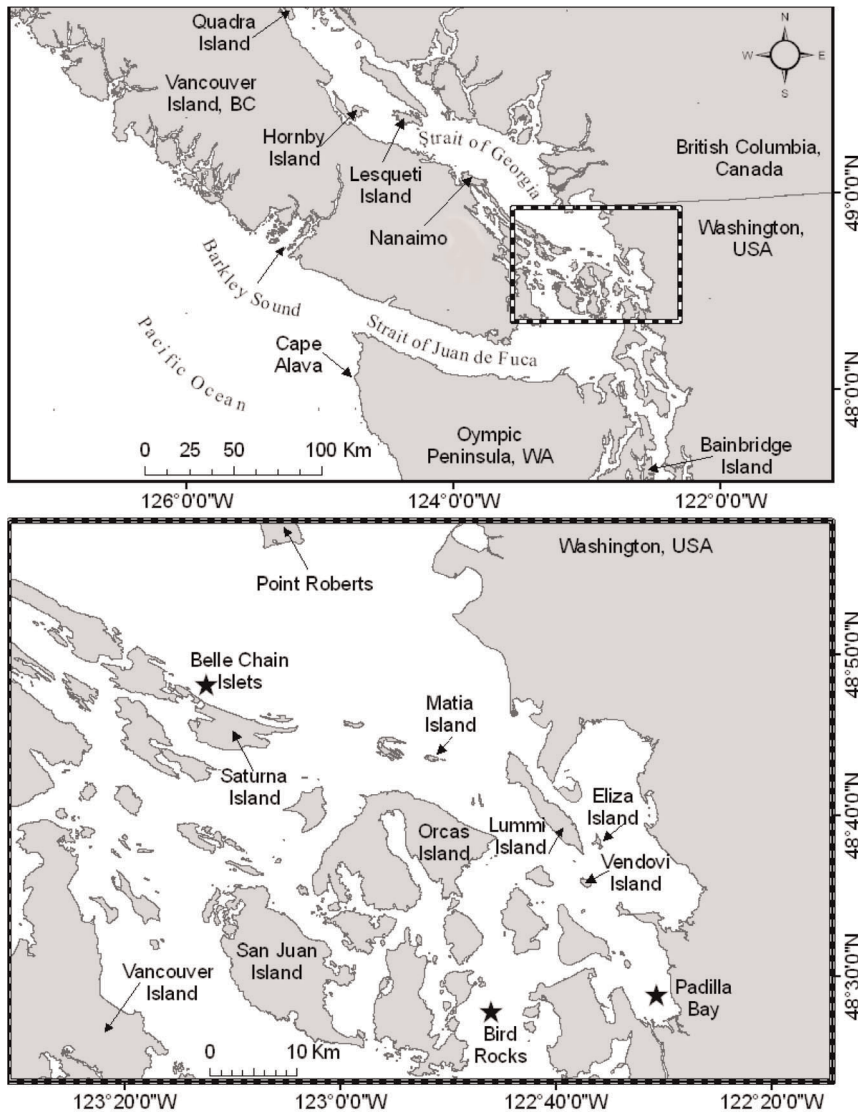 Quadra
Island
N
W
E
S
Vancouver
Island, BC
Hornby
Island
Lesqueti
Island
Strait of Georgia
British Columbia,
Canada
49°0'0"N
Nanaimo
Washington,
USA
Barkley Sound
Pacific Ocean
Cape
Alava
Strait of Juan de Fuca
48°0'0"N
0 25 50 100 Km
Oympic
Peninsula, WA
Bainbridge
Island
126°0'0"W 124°0'0"W 122°0'0"W
Washington, USA
Point Roberts
48°50'0"N
Belle Chain
Islets
Matia
Island
Saturna
Island
Eliza
Island
48°40'0"N
Orcas
Island
Lummi
Island
Vendovi
Island
San Juan
Island
Vancouver
Island
48°30'0"N
Padilla
Bay
Bird
Rocks
0 10 Km
123°20'0"W 123°0'0"W 122°40'0"W 122°20'0"W